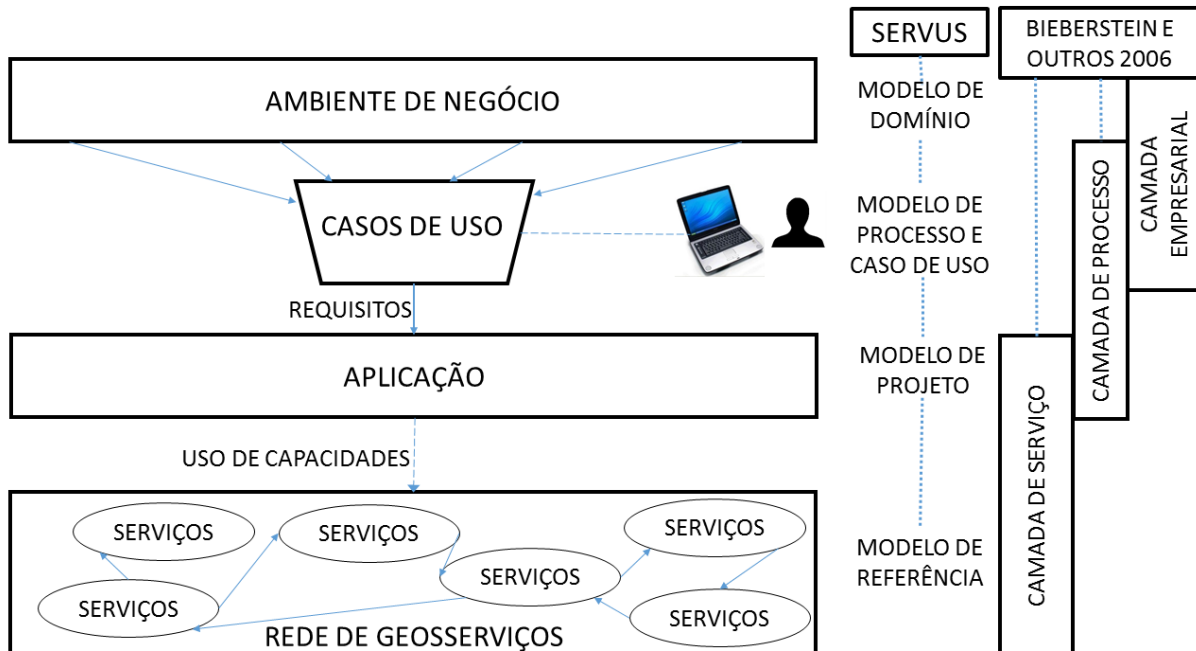 AMBIENTE DE NEGÓCIO
CASOS DE USO
REQUISITOS
APLICAÇÃO
USO DE CAPACIDADES
SERVIÇOS
SERVIÇOS
SERVIÇOS
SERVIÇOS
SERVIÇOS
SERVIÇOS
REDE DE GEOSSERVIÇOS
SERVUS
MODELO DE
DOMÍNIO
MODELO DE
PROCESSO E
CASO DE USO
MODELO DE
PROJETO
MODELO DE
REFERÊNCIA
BIEBERSTEIN E
OUTROS 2006
CAMADA DE SERVIÇO
CAMADA DE PROCESSO
CAMADA
EMPRESARIAL